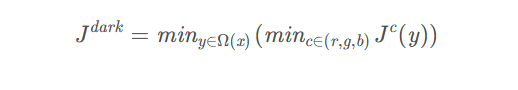 J^{dark} = min_{y∈Ω(x)}(min_{c∈(r,g,b)} J^c(y))